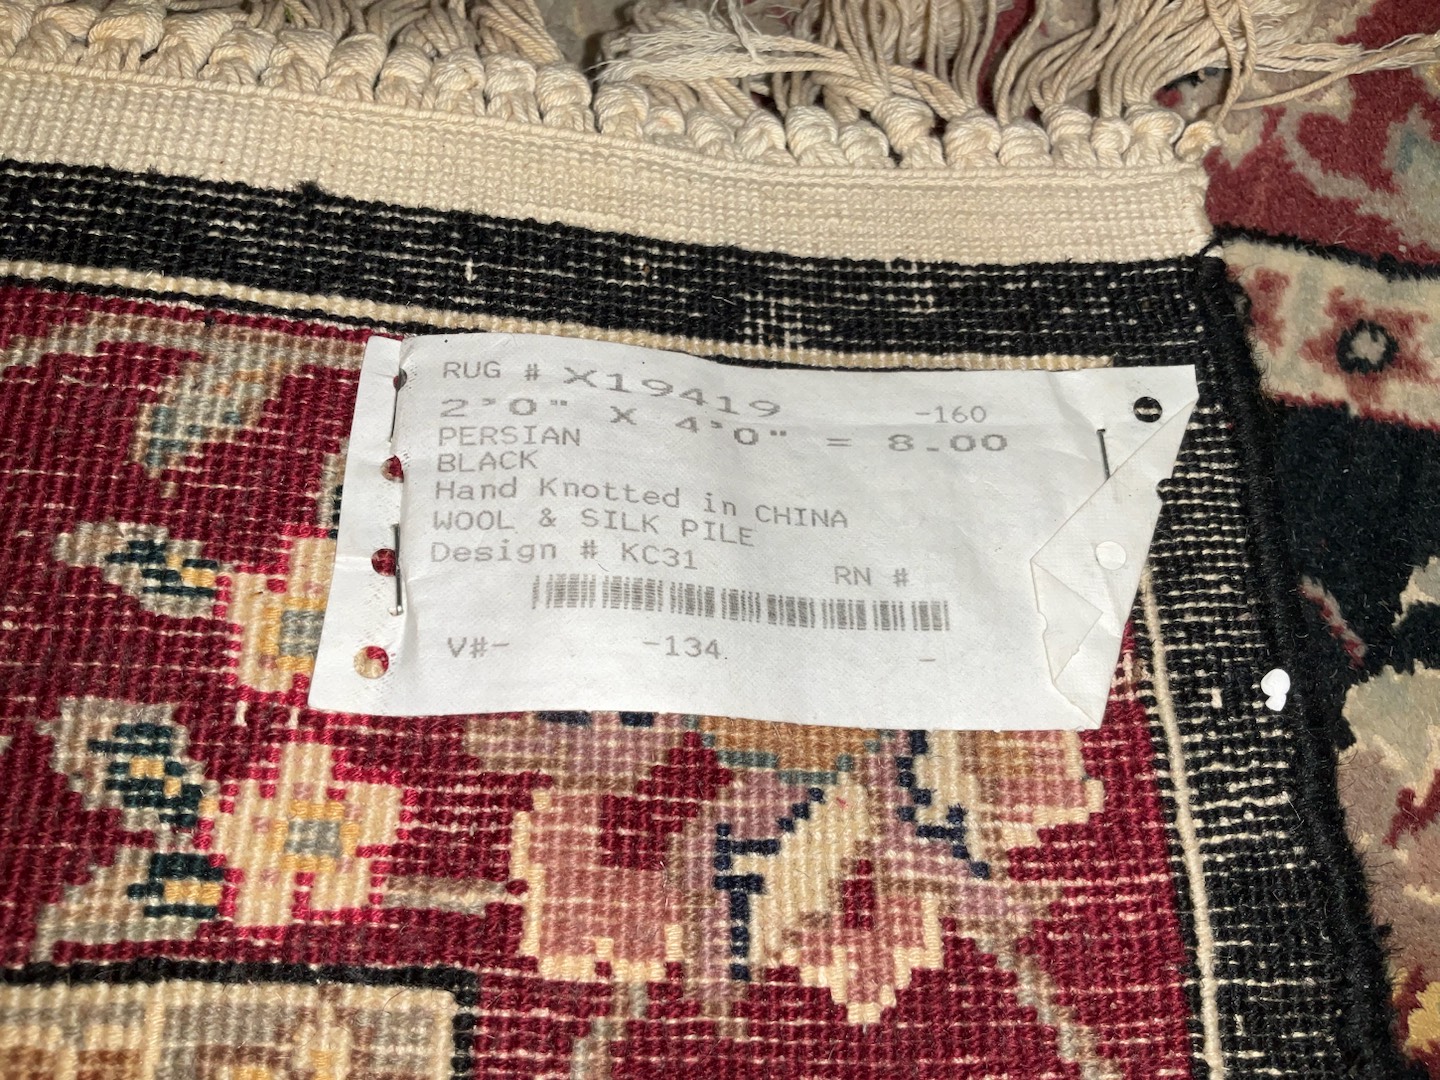 RUG # X19419
2'0" X 4'0" = 8.00 -160
PERSIAN
BLACK
Hand Knotted in CHINA
WOOL & SILK PILE
Design # KC31
RN #
V#- -134 -